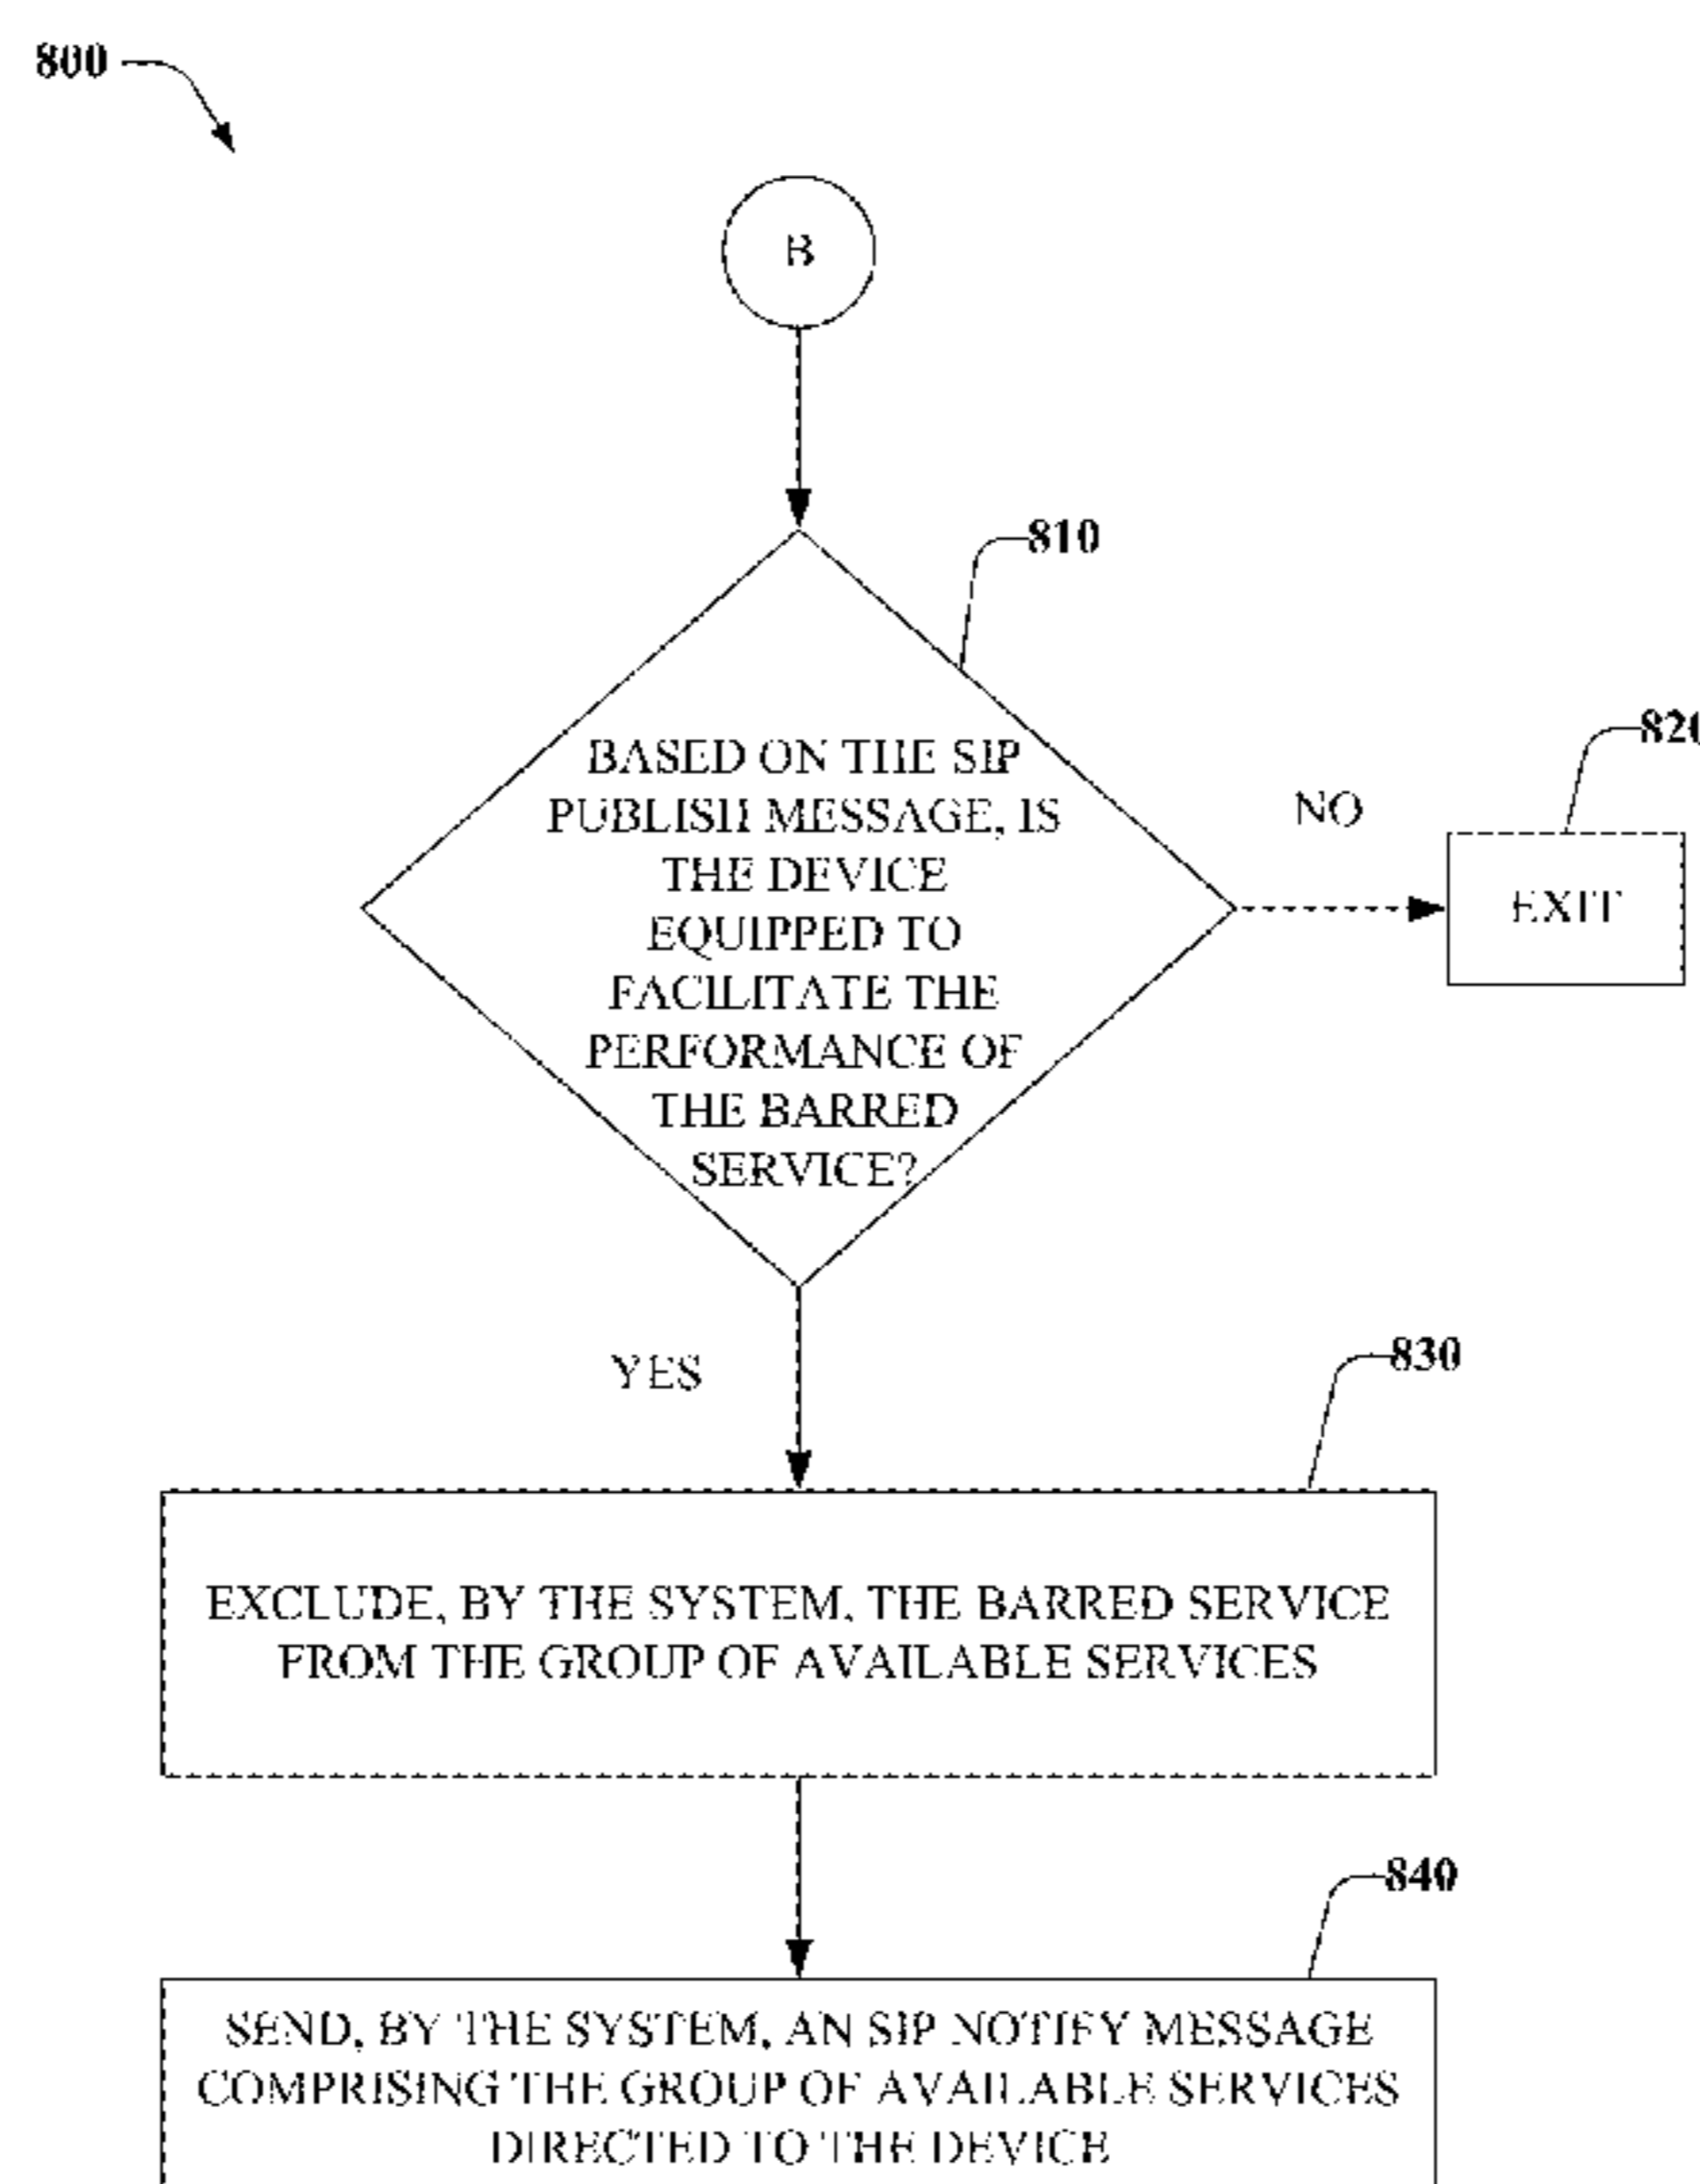 800
B
810
BASED ON THE SIP
PUBLISH MESSAGE, IS
THE DEVICE
EQUIPPED TO
FACILITATE THE
PERFORMANCE OF
THE BARRED
SERVICE?
820
NO
EXIT
YES
830
EXCLUDE, BY THE SYSTEM, THE BARRED SERVICE
FROM THE GROUP OF AVAILABLE SERVICES
840
SEND, BY THE SYSTEM, AN SIP NOTIFY MESSAGE
COMPRISING THE GROUP OF AVAILABLE SERVICES
DIRECTED TO THE DEVICE